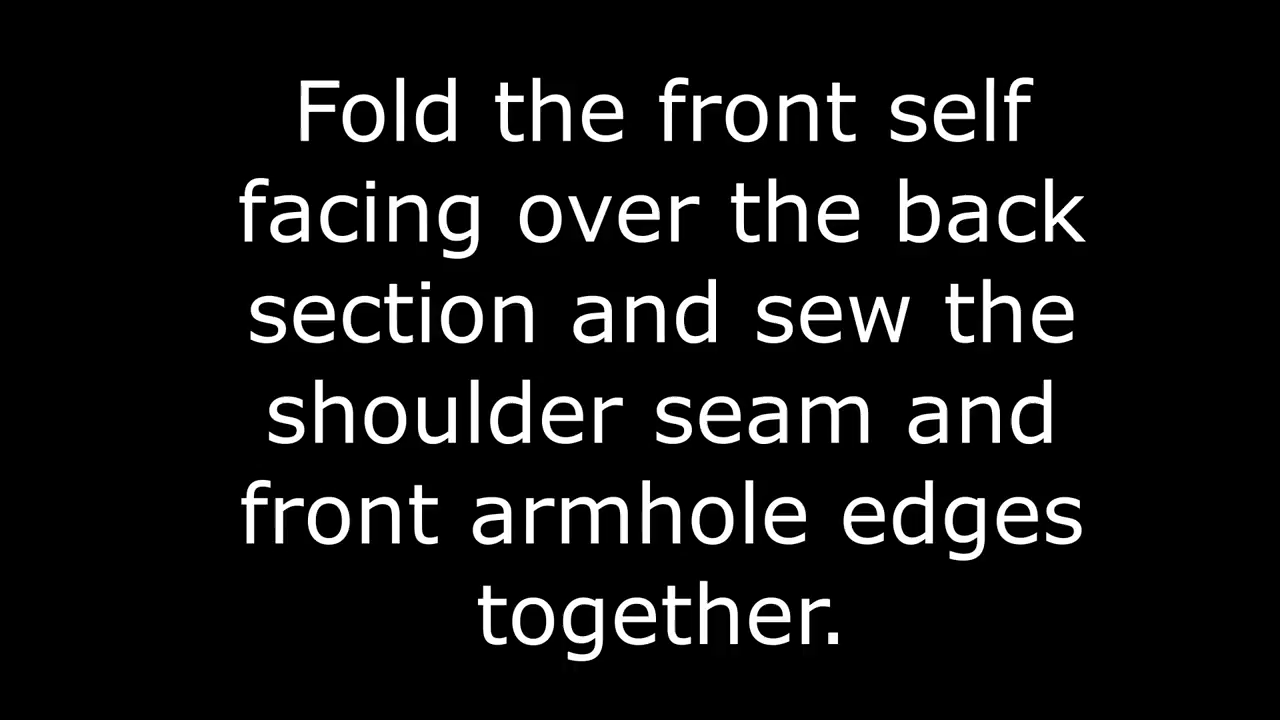 Fold the front self
facing over the back
section and sew the
shoulder seam and
front armhole edges
together.